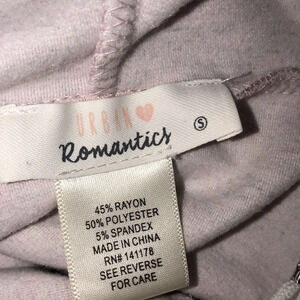 URBAN
Romantics
S
45% RAYON
50% POLYESTER
5% SPANDEX
MADE IN CHINA
RN# 141178
SEE REVERSE
FOR CARE